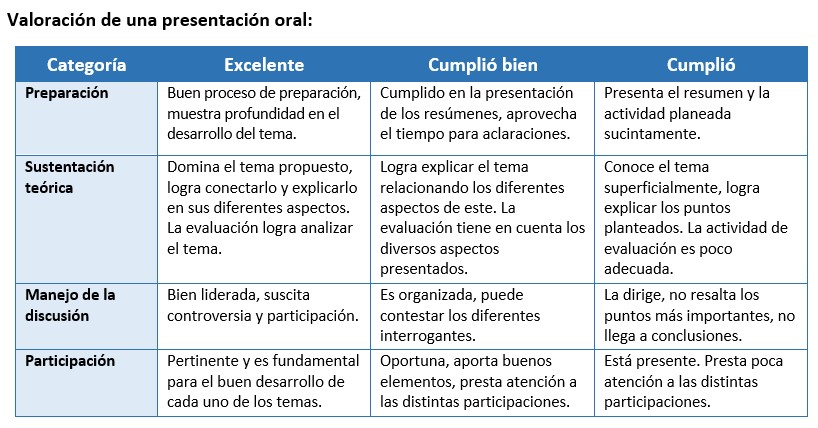 Valoración de una presentación oral:
Categoría
Excelente
Cumplió bien
Cumplió
Preparación
Buen proceso de preparación,
muestra profundidad en el
desarrollo del tema.
Cumplido en la presentación
de los resúmenes, aprovecha
el tiempo para aclaraciones.
Presenta el resumen y la
actividad planeada
sucintamente.
Sustentación
teórica
Domina el tema propuesto,
logra conectarlo y explicarlo
en sus diferentes aspectos.
La evaluación logra analizar
el tema.
Logra explicar el tema
relacionando los diferentes
aspectos de este. La
evaluación tiene en cuenta los
diversos aspectos
presentados.
Conoce el tema
superficialmente, logra
explicar los puntos
planteados. La actividad de
evaluación es poco
adecuada.
Manejo de la
discusión
Bien liderada, suscita
controversia y participación.
Es organizada, puede
contestar los diferentes
interrogantes.
La dirige, no resalta los
puntos más importantes, no
llega a conclusiones.
Participación
Pertinente y es fundamental
para el buen desarrollo de
cada uno de los temas.
Oportuna, aporta buenos
elementos, presta atención a
las distintas participaciones.
Está presente. Presta poca
atención a las distintas
participaciones.